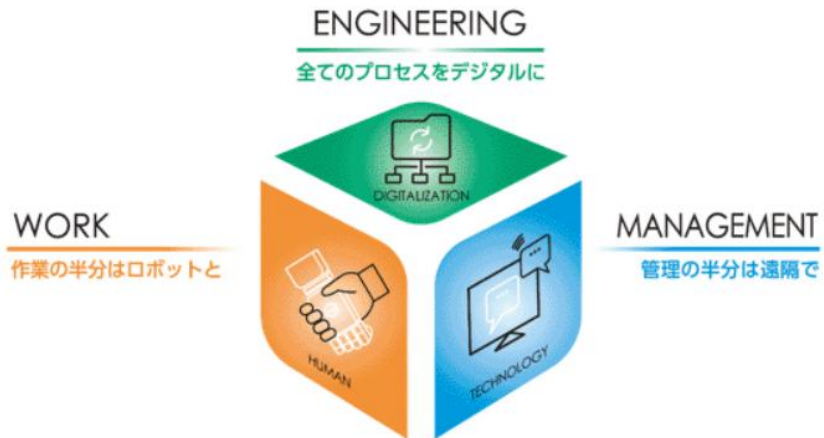 ENGINEERING
全てのプロセスをデジタルに
DIGITALIZATION
WORK
作業の半分はロボットと
MANAGEMENT
管理の半分は遠隔で
HUMAN
TECHNOLOGY